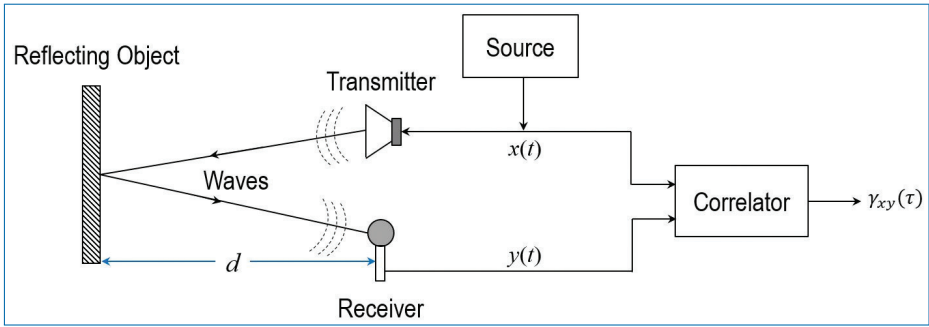 Source
Reflecting Object
Transmitter
x(t)
Waves
Correlator
γxy(τ)
d
y(t)
Receiver